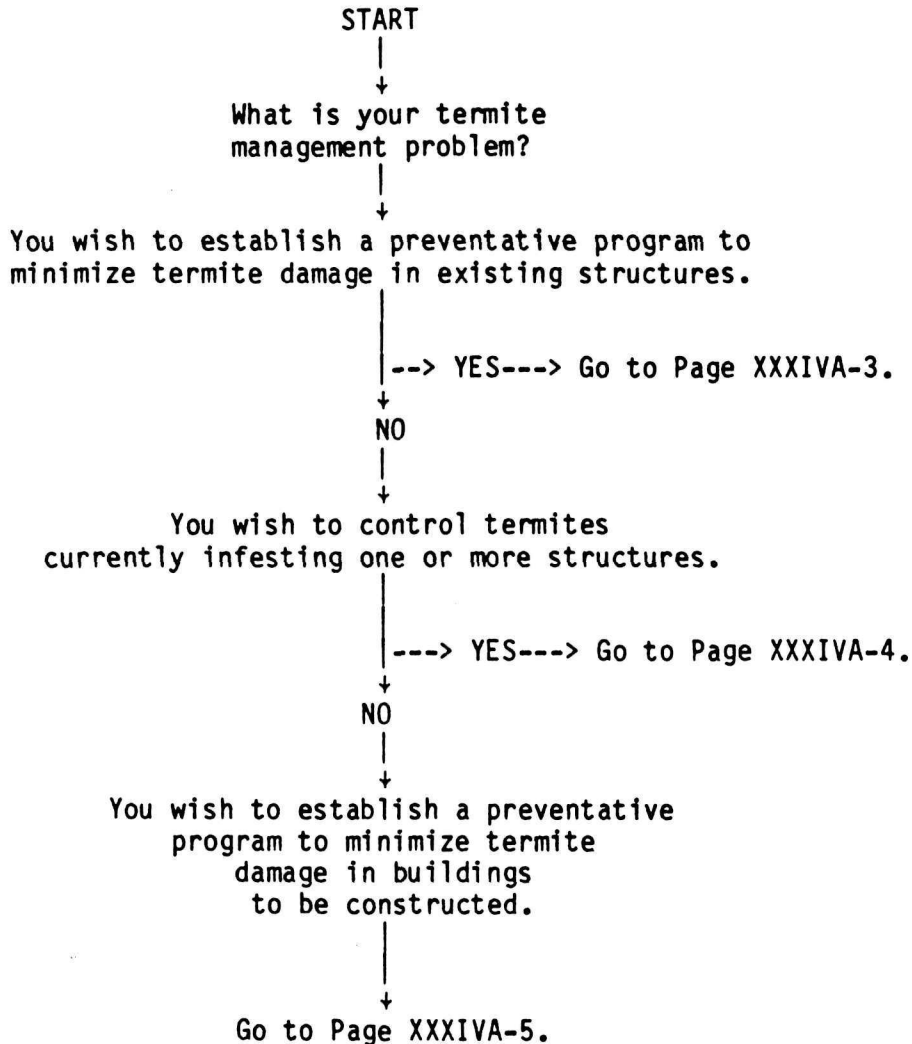 START
What is your termite
management problem?
You wish to establish a preventative program to
minimize termite damage in existing structures.
--> YES---> Go to Page XXXIVA-3.
NO
You wish to control termites
currently infesting one or more structures.
---> YES---> Go to Page XXXIVA-4.
NO
You wish to establish a preventative
program to minimize termite
damage in buildings
to be constructed.
Go to Page XXXIVA-5.